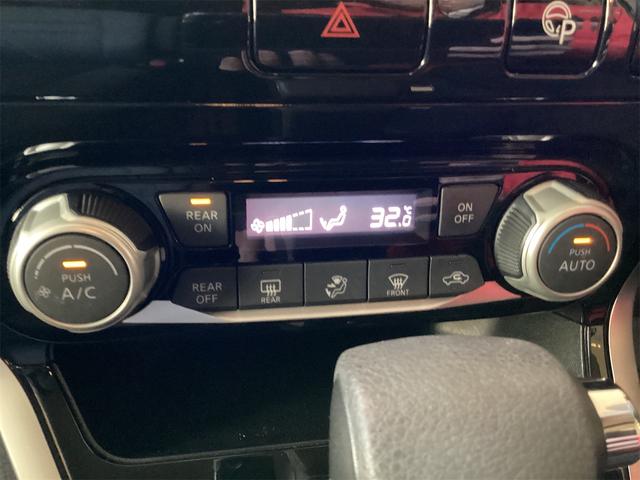 P
REAR
ON
32.0
ON
OFF
PUSH
A/C
REAR
OFF
REAR
FRONT
PUSH
AUTO